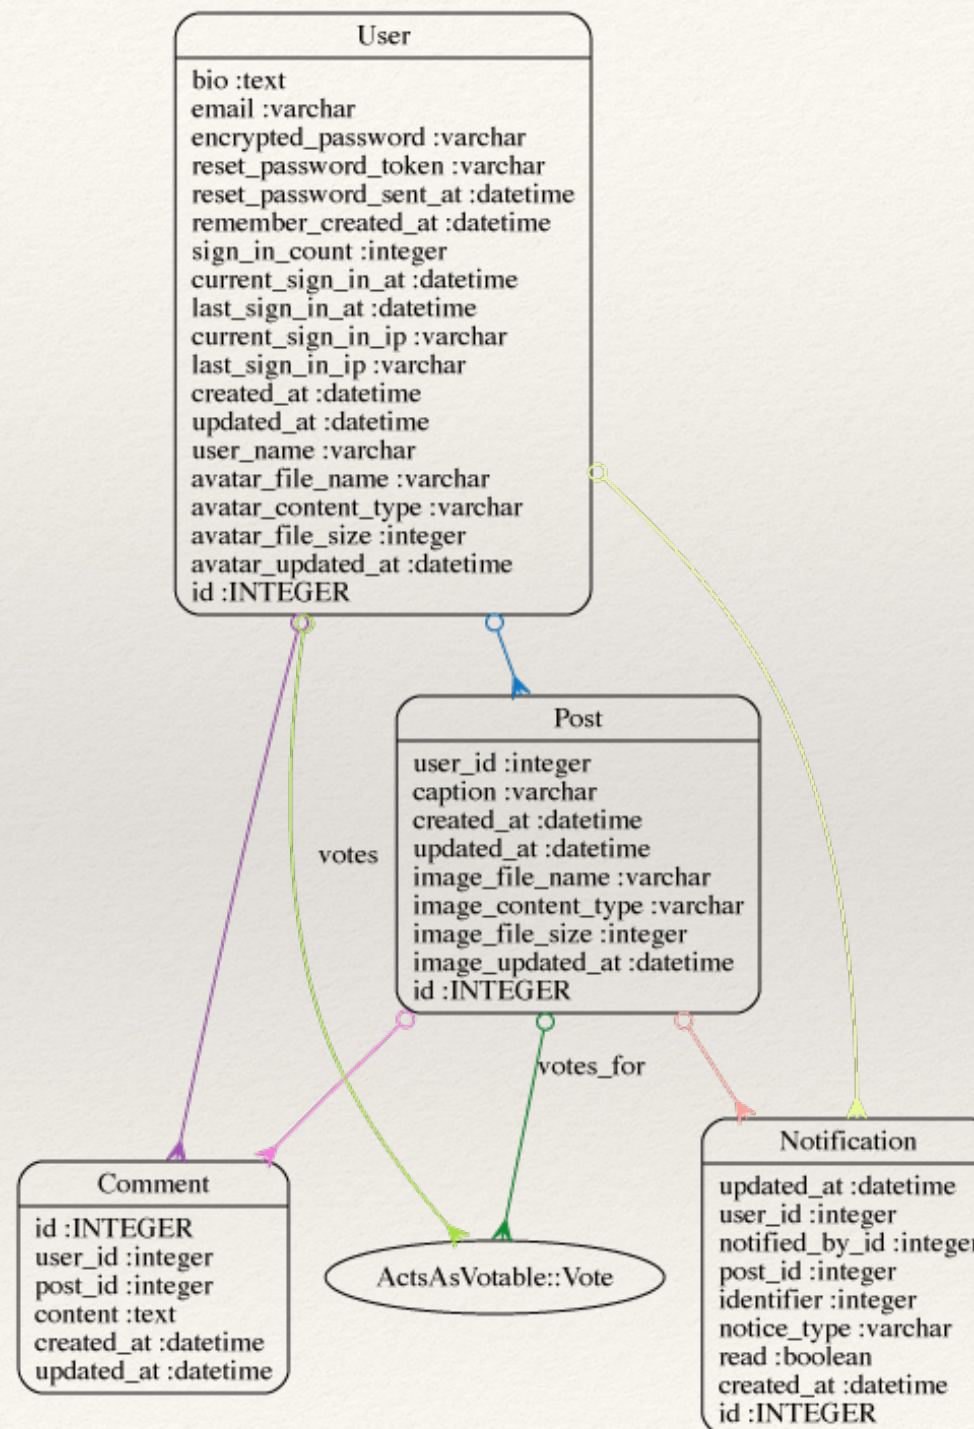 User
bio :text
email :varchar
encrypted_password :varchar
reset_password_token :varchar
reset_password_sent_at :datetime
remember_created_at :datetime
sign_in_count :integer
current_sign_in_at :datetime
last_sign_in_at :datetime
current_sign_in_ip :varchar
last_sign_in_ip :varchar
created_at :datetime
updated_at :datetime
user_name :varchar
avatar_file_name :varchar
avatar_content_type :varchar
avatar_file_size :integer
avatar_updated_at :datetime
id :INTEGER
Post
user_id :integer
caption :varchar
created_at :datetime
updated_at :datetime
image_file_name :varchar
image_content_type :varchar
image_file_size :integer
image_updated_at :datetime
id :INTEGER
votes
votes_for
Comment
id :INTEGER
user_id :integer
post_id :integer
content :text
created_at :datetime
updated_at :datetime
ActsAsVotable::Vote
Notification
updated_at :datetime
user_id :integer
notified_by_id :integer
post_id :integer
identifier :integer
notice_type :varchar
read :boolean
created_at :datetime
id :INTEGER